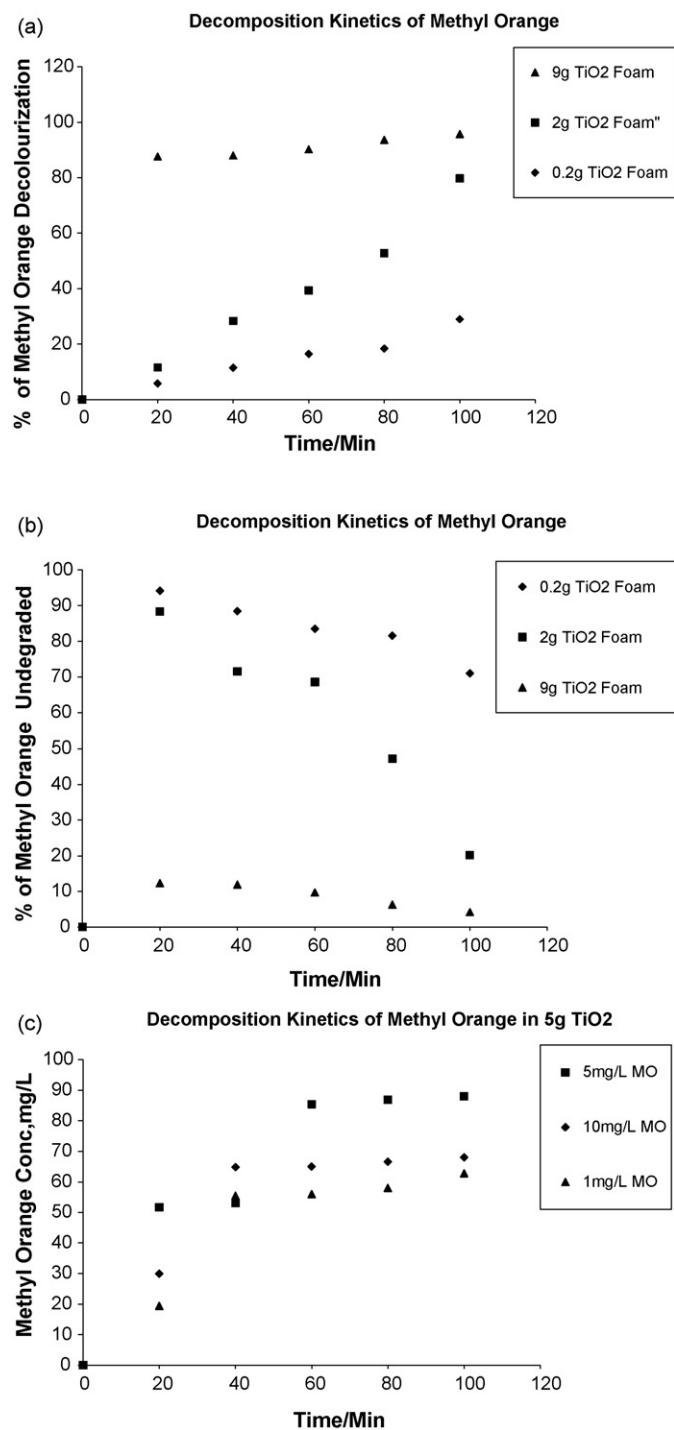 (a)
Decomposition Kinetics of Methyl Orange
120
100
80
60
40
20
0
% of Methyl Orange Decolourization
0 20 40 60 80 100 120
Time/Min
9g TiO2 Foam
2g TiO2 Foam"
0.2g TiO2 Foam
(b)
Decomposition Kinetics of Methyl Orange
100
90
80
70
60
50
40
30
20
10
0
% of Methyl Orange Undegraded
0 20 40 60 80 100 120
Time/Min
0.2g TiO2 Foam
2g TiO2 Foam
9g TiO2 Foam
(c)
Decomposition Kinetics of Methyl Orange in 5g TiO2
100
90
80
70
60
50
40
30
20
10
0
Methyl Orange Conc,mg/L
0 20 40 60 80 100 120
Time/Min
5mg/L MO
10mg/L MO
1mg/L MO